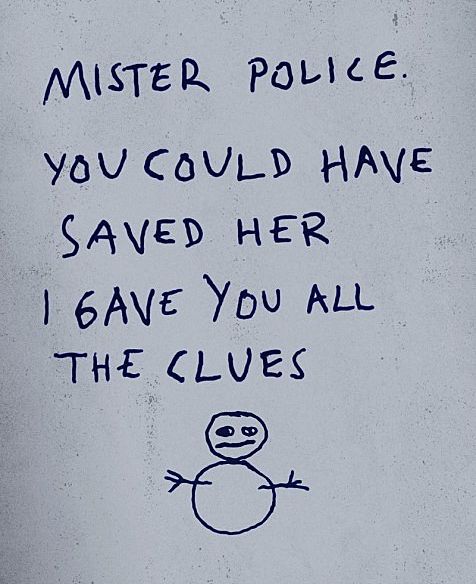 MISTER POLICE.
YOU COULD HAVE
SAVED HER
I GAVE YOU ALL
THE CLUES